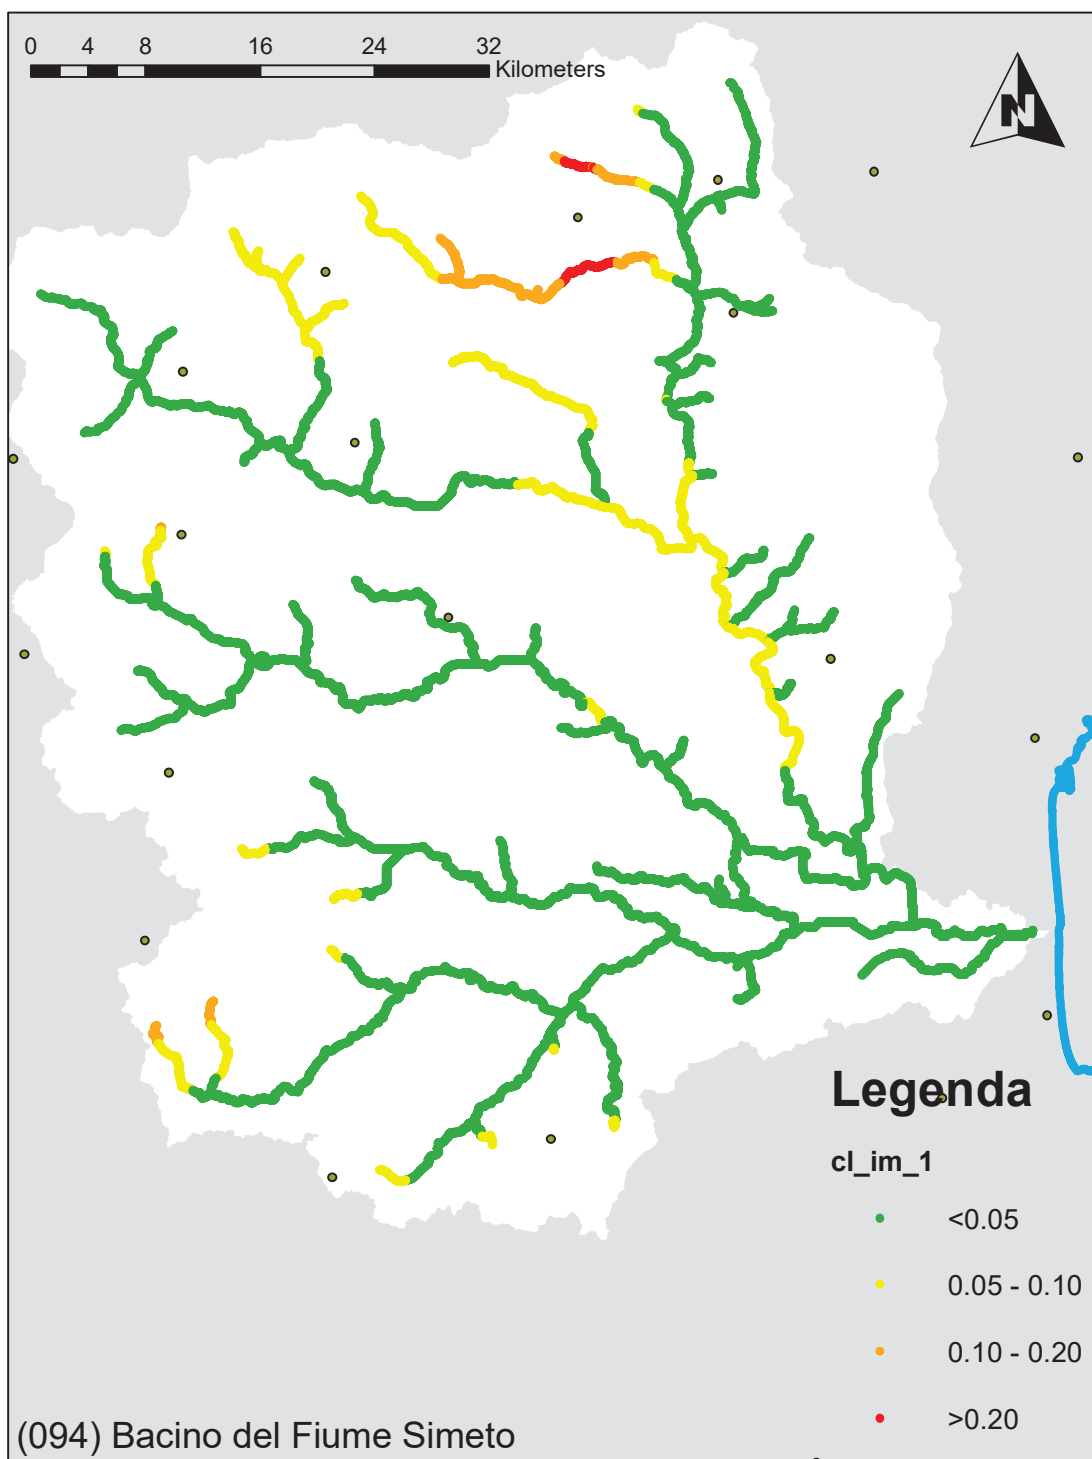 0 4 8 16 24 32
Kilometers
N
Legenda
cl_im_1
<0.05
0.05 - 0.10
0.10 - 0.20
>0.20
(094) Bacino del Fiume Simeto